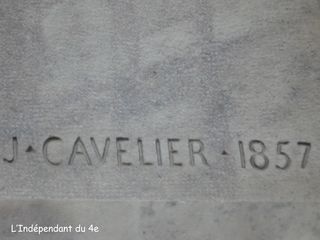 J · CAVELIER · 1857
L'Indépendant du 4e